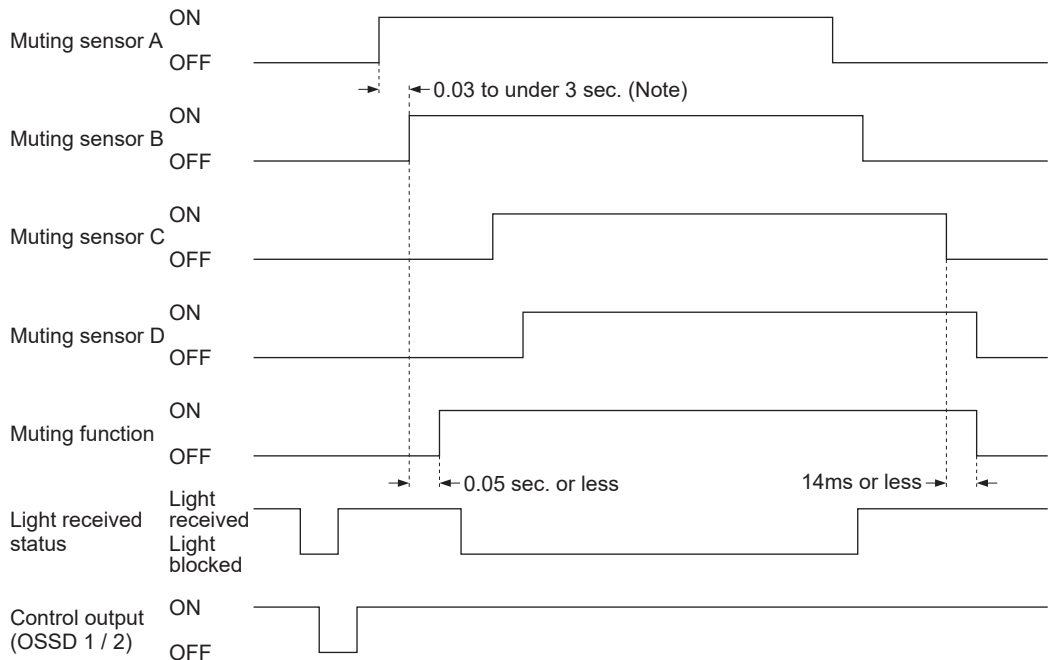 ON
Muting sensor A
OFF
0.03 to under 3 sec. (Note)
ON
Muting sensor B
OFF
ON
Muting sensor C
OFF
ON
Muting sensor D
OFF
ON
Muting function
OFF
0.05 sec. or less
14ms or less
Light received
status
Light
received
Light
blocked
Control output
(OSSD 1 / 2)
ON
OFF